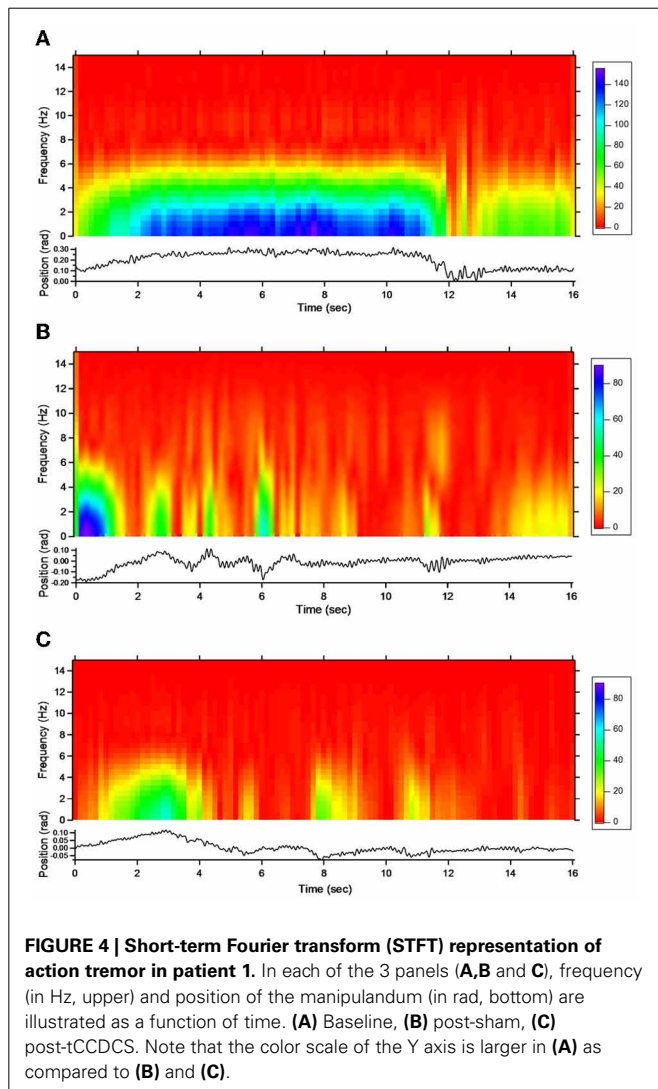 A
14
12
10
8
6
4
2
0
Frequency (Hz)
140
120
100
80
60
40
20
0
0.30
0.20
0.10
0.00
Position (rad)
0 2 4 6 8 10 12 14 16
Time (sec)
B
14
12
10
8
6
4
2
0
Frequency (Hz)
80
60
40
20
0
0.10
0.00
-0.10
-0.20
Position (rad)
0 2 4 6 8 10 12 14 16
Time (sec)
C
14
12
10
8
6
4
2
0
Frequency (Hz)
80
60
40
20
0
0.10
0.05
0.00
-0.05
Position (rad)
0 2 4 6 8 10 12 14 16
Time (sec)
FIGURE 4 | Short-term Fourier transform (STFT) representation of
action tremor in patient 1. In each of the 3 panels (A,B and C), frequency
(in Hz, upper) and position of the manipulandum (in rad, bottom) are
illustrated as a function of time. (A) Baseline, (B) post-sham, (C)
post-tCCDCS. Note that the color scale of the Y axis is larger in (A) as
compared to (B) and (C).